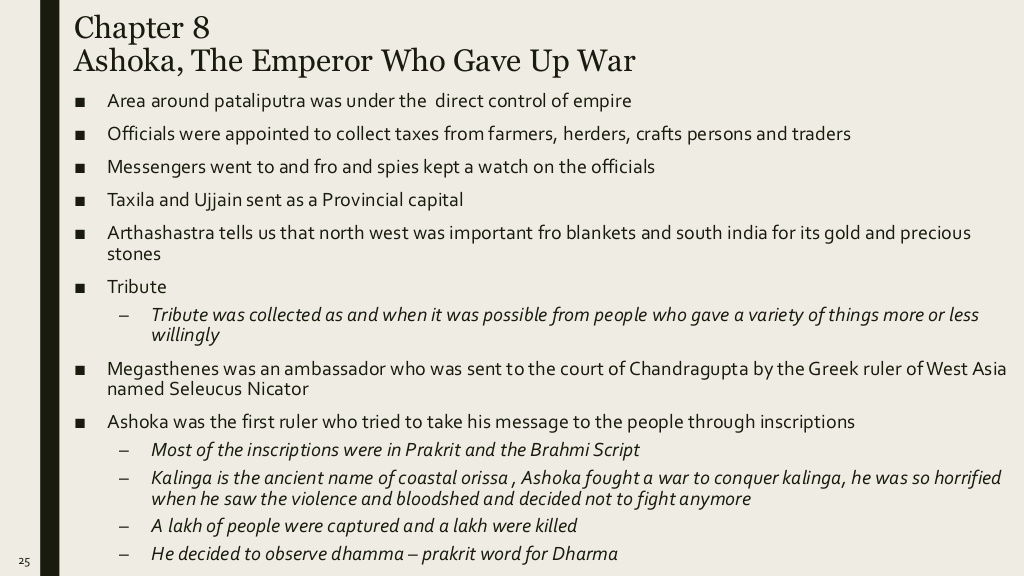 Chapter 8
Ashoka, The Emperor Who Gave Up War
■ Area around pataliputra was under the direct control of empire
■ Officials were appointed to collect taxes from farmers, herders, crafts persons and traders
■ Messengers went to and fro and spies kept a watch on the officials
■ Taxila and Ujjain sent as a Provincial capital
■ Arthashastra tells us that north west was important fro blankets and south india for its gold and precious
stones
■ Tribute
– Tribute was collected as and when it was possible from people who gave a variety of things more or less
willingly
■ Megasthenes was an ambassador who was sent to the court of Chandragupta by the Greek ruler of West Asia
named Seleucus Nicator
■ Ashoka was the first ruler who tried to take his message to the people through inscriptions
– Most of the inscriptions were in Prakrit and the Brahmi Script
– Kalinga is the ancient name of coastal orissa , Ashoka fought a war to conquer kalinga, he was so horrified
when he saw the violence and bloodshed and decided not to fight anymore
– A lakh of people were captured and a lakh were killed
– He decided to observe dhamma – prakrit word for Dharma
25